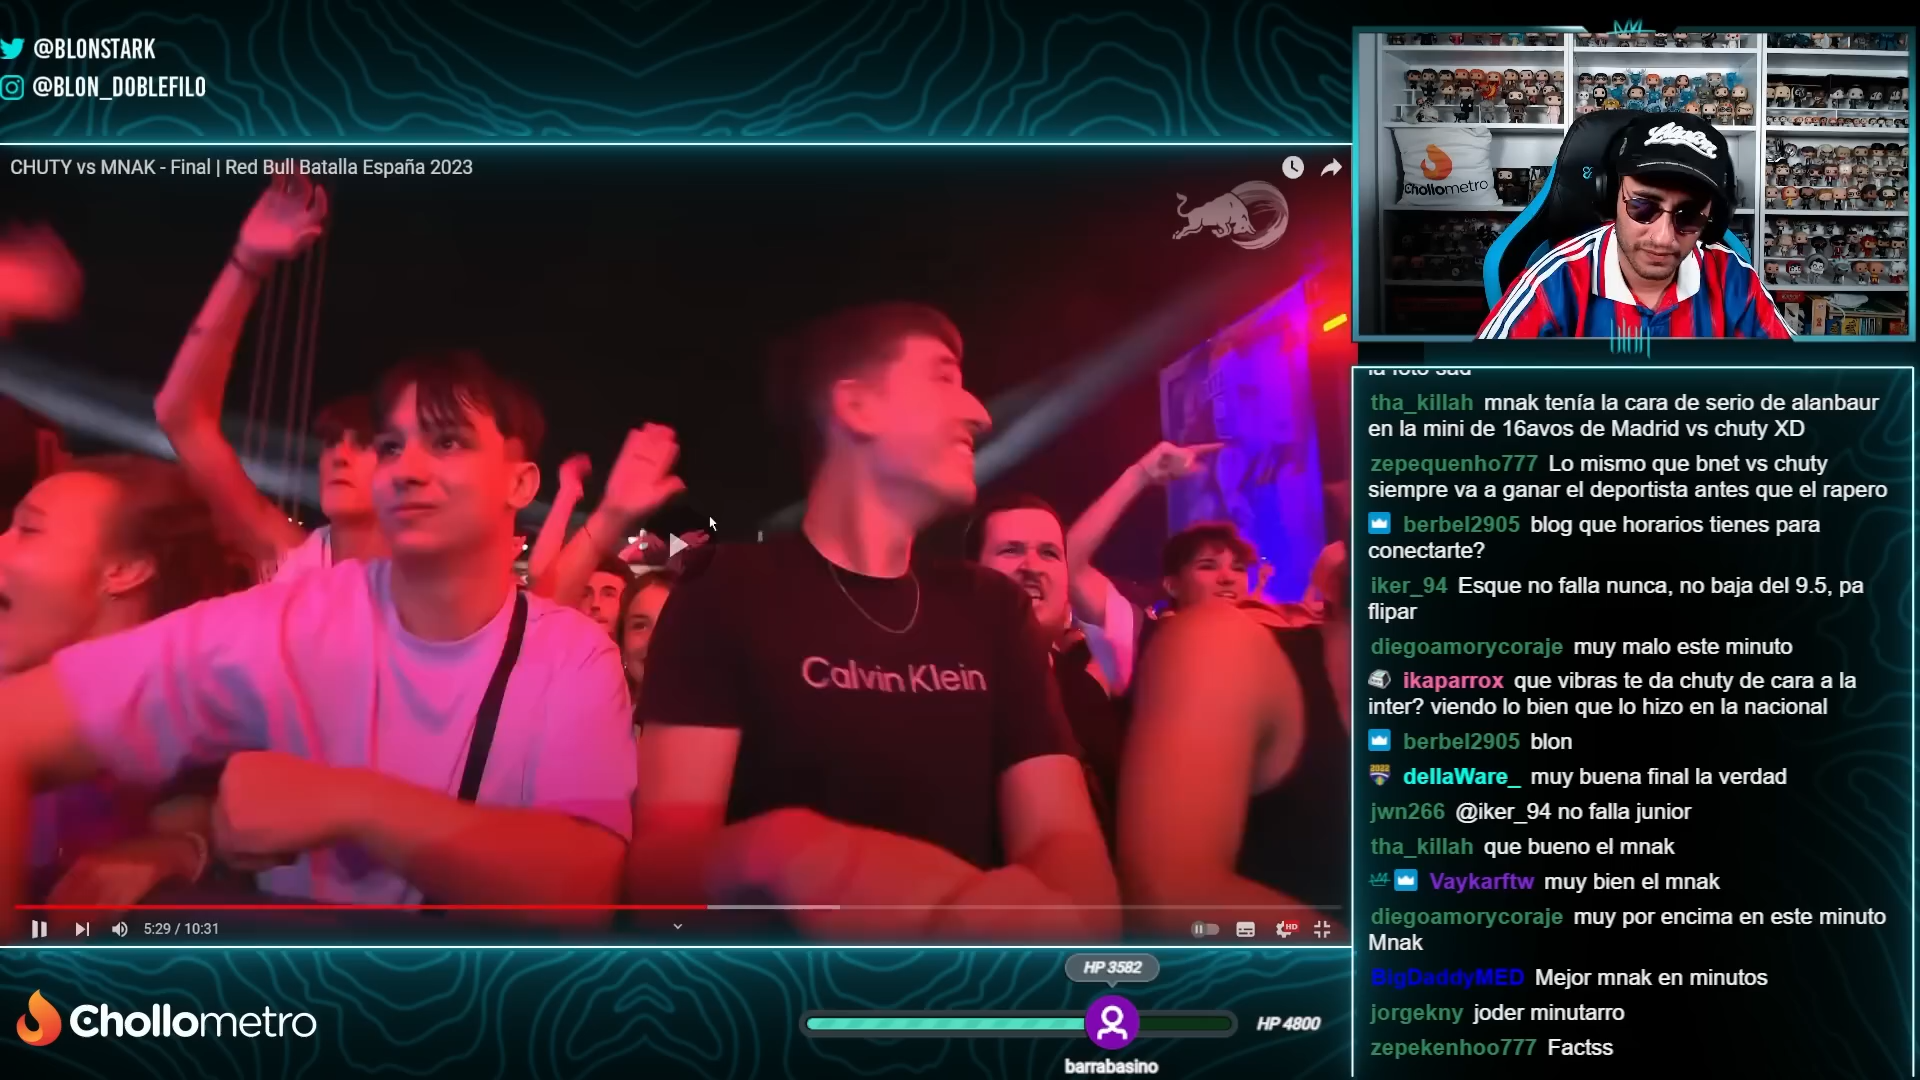 @BLONSTARK
@BLON_DOBLEFILO
CHUTY vs MNAK - Final | Red Bull Batalla España 2023
Calvin Klein
5:29 / 10:31
HD
Chollometro
HP 3582
HP 4800
barrabasino
chollometro
la foto sad
tha_killah mnak tenía la cara de serio de alanbaur
en la mini de 16avos de Madrid vs chuty XD
zepequenho777 Lo mismo que bnet vs chuty
siempre va a ganar el deportista antes que el rapero
berbel2905 blog que horarios tienes para
conectarte?
iker_94 Esque no falla nunca, no baja del 9.5, pa
flipar
diegoamorycoraje muy malo este minuto
ikaparrox que vibras te da chuty de cara a la
inter? viendo lo bien que lo hizo en la nacional
berbel2905 blon
2022 dellaWare_ muy buena final la verdad
jwn266 @iker_94 no falla junior
tha_killah que bueno el mnak
Vaykarftw muy bien el mnak
diegoamorycoraje muy por encima en este minuto
Mnak
BigDaddyMED Mejor mnak en minutos
jorgekny joder minutarro
zepekenhoo777 Factss